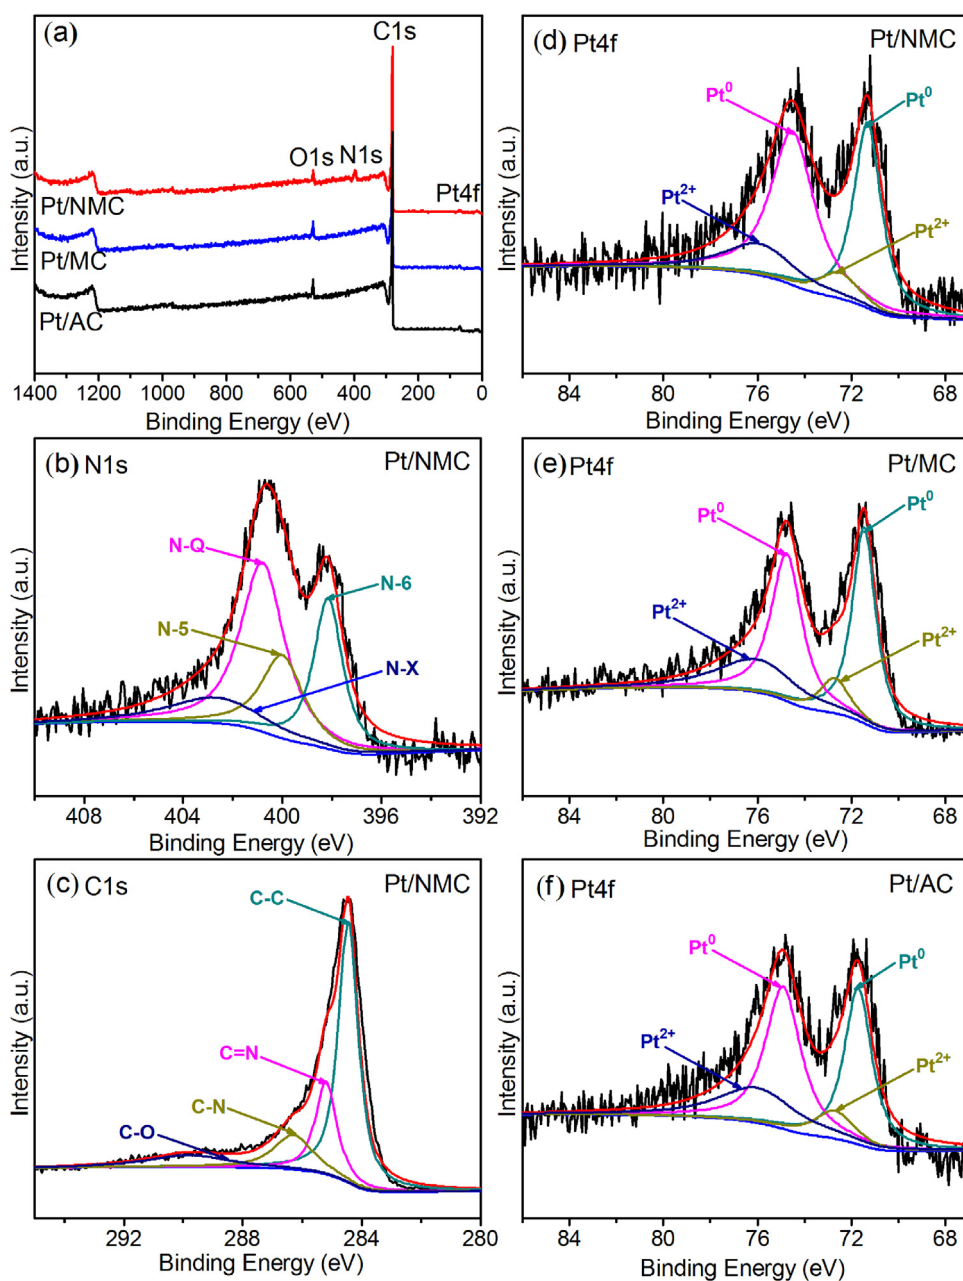 (a)
C1s
O1s N1s
Pt4f
Pt/NMC
Pt/MC
Pt/AC
Intensity (a.u.)
1400 1200 1000 800 600 400 200 0
Binding Energy (eV)
(b) N1s
Pt/NMC
N-Q
N-6
N-5
N-X
Intensity (a.u.)
408 404 400 396 392
Binding Energy (eV)
(c) C1s
Pt/NMC
C-C
C=N
C-N
C-O
Intensity (a.u.)
292 288 284 280
Binding Energy (eV)
(d) Pt4f
Pt/NMC
Pt⁰
Pt⁰
Pt²⁺
Pt²⁺
Intensity (a.u.)
84 80 76 72 68
Binding Energy (eV)
(e) Pt4f
Pt/MC
Pt⁰
Pt⁰
Pt²⁺
Pt²⁺
Intensity (a.u.)
84 80 76 72 68
Binding Energy (eV)
(f) Pt4f
Pt/AC
Pt⁰
Pt⁰
Pt²⁺
Pt²⁺
Intensity (a.u.)
84 80 76 72 68
Binding Energy (eV)